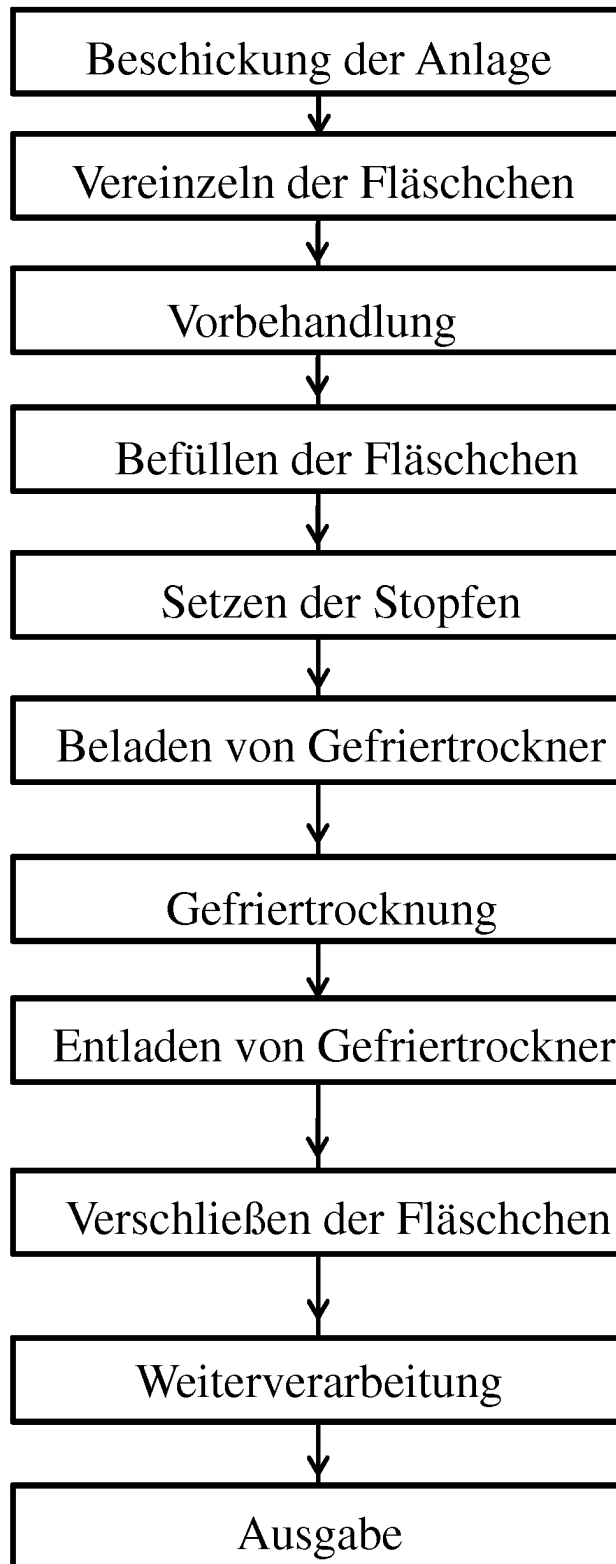 Beschickung der Anlage
Vereinzeln der Fläschchen
Vorbehandlung
Befüllen der Fläschchen
Setzen der Stopfen
Beladen von Gefriertrockner
Gefriertrocknung
Entladen von Gefriertrockner
Verschließen der Fläschchen
Weiterverarbeitung
Ausgabe